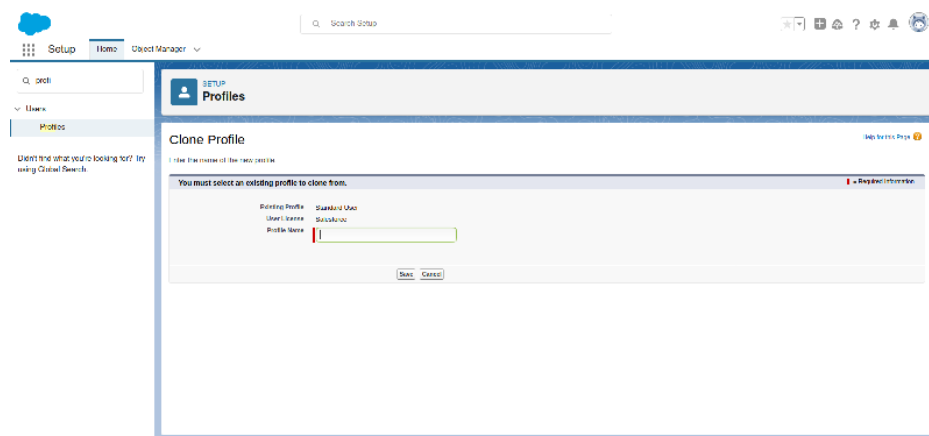 Search Setup
Setup
Home
Object Manager
profi
Users
Profiles
Didn't find what you're looking for? Try
using Global Search.
SETUP
Profiles
Clone Profile
Help for this Page
Enter the name of the new profile.
You must select an existing profile to clone from.
= Required Information
Existing Profile Standard User
User License Salesforce
Profile Name
Save Cancel